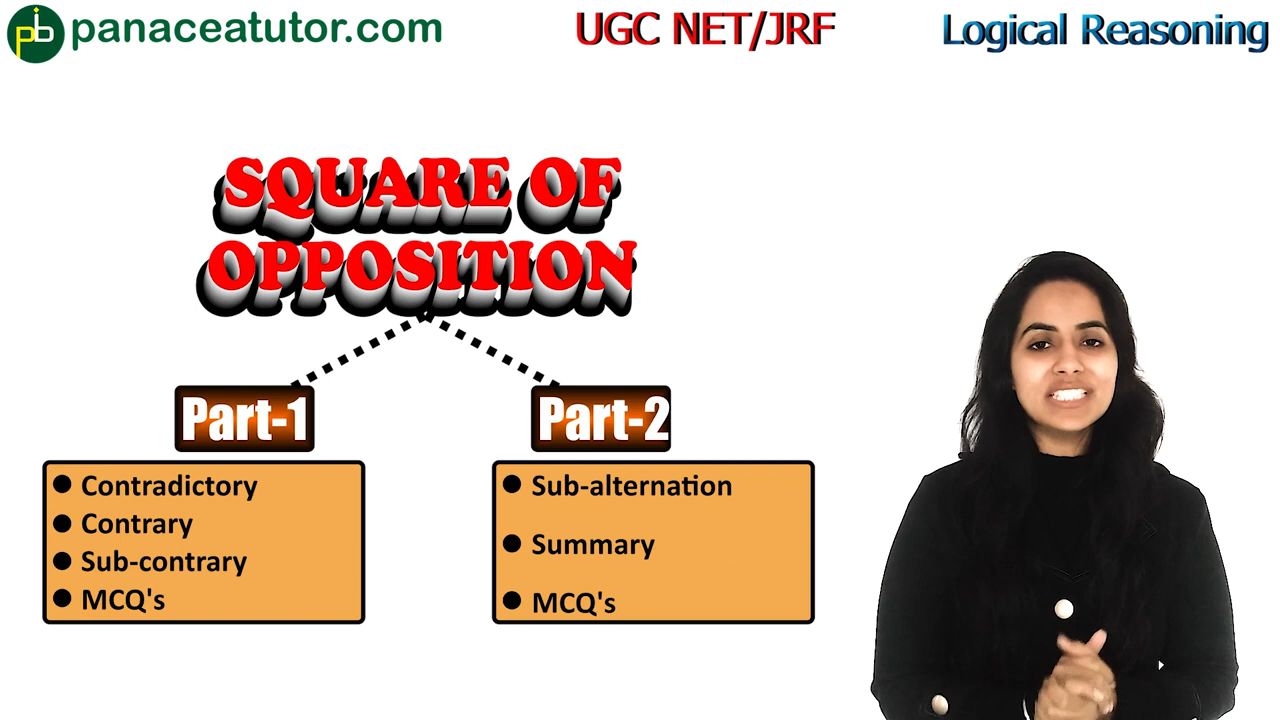 pb panaceatutor.com
UGC NET/JRF
Logical Reasoning
SQUARE OF
OPPOSITION
Part-1
● Contradictory
● Contrary
● Sub-contrary
● MCQ's
Part-2
● Sub-alternation
● Summary
● MCQ's